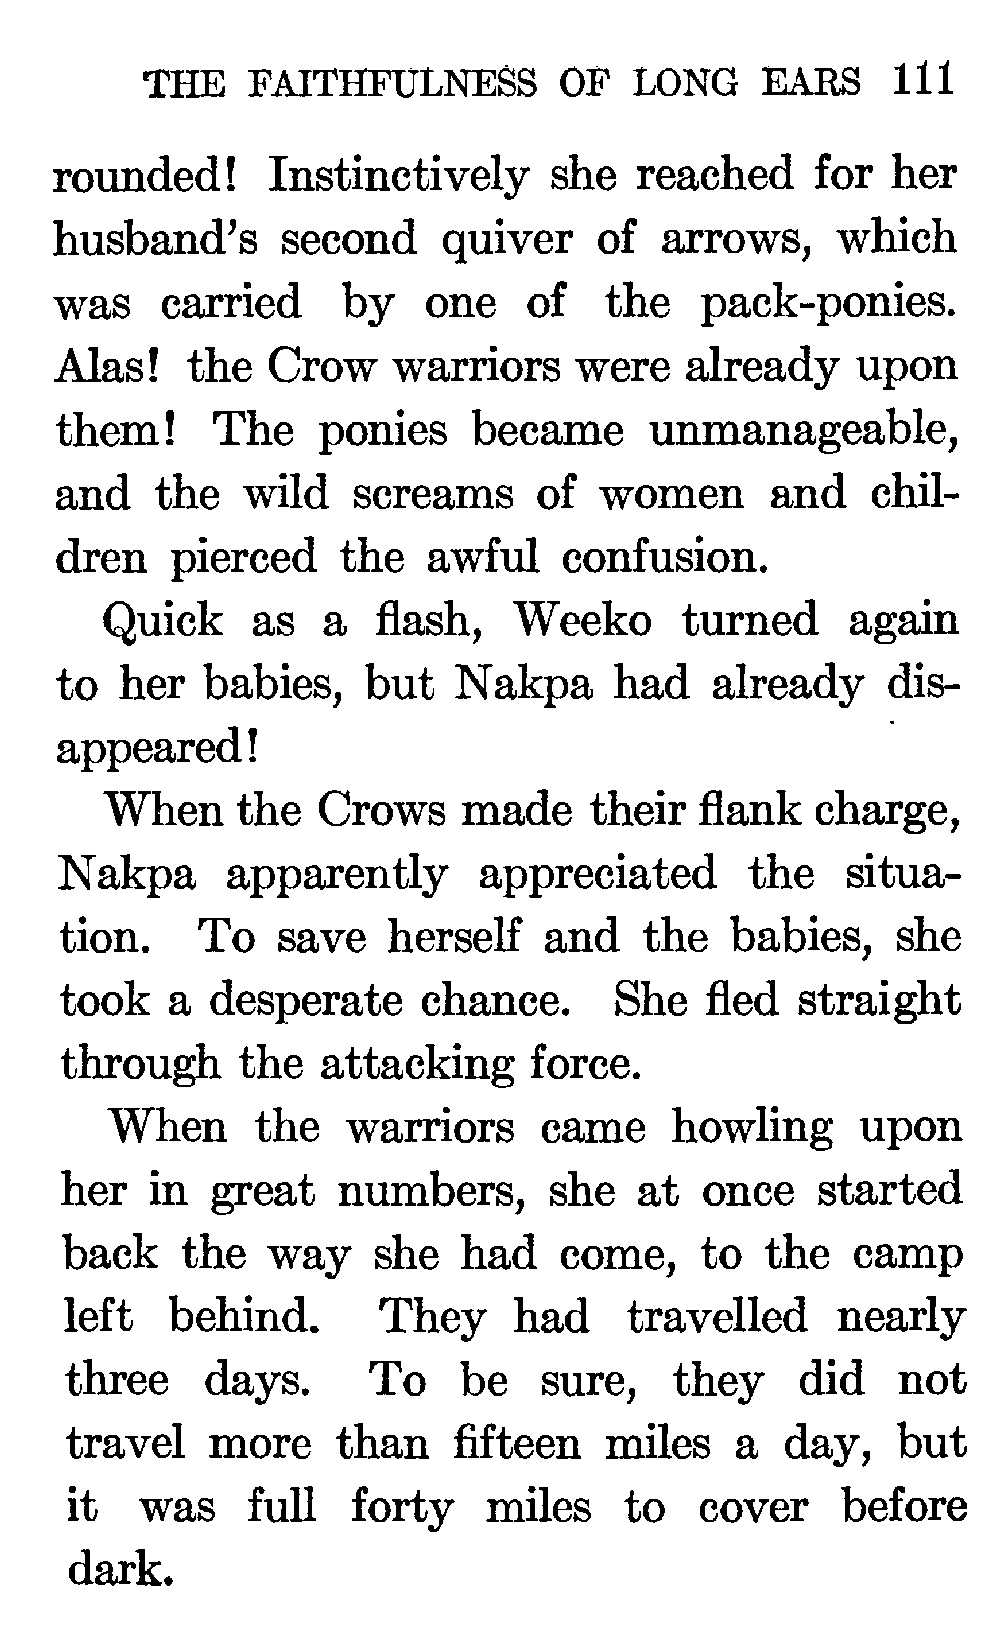 THE FAITHFULNESS OF LONG EARS 111
rounded! Instinctively she reached for her
husband's second quiver of arrows, which
was carried by one of the pack-ponies.
Alas! the Crow warriors were already upon
them! The ponies became unmanageable,
and the wild screams of women and chil-
dren pierced the awful confusion.
Quick as a flash, Weeko turned again
to her babies, but Nakpa had already dis-
appeared!
When the Crows made their flank charge,
Nakpa apparently appreciated the situa-
tion. To save herself and the babies, she
took a desperate chance. She fled straight
through the attacking force.
When the warriors came howling upon
her in great numbers, she at once started
back the way she had come, to the camp
left behind. They had travelled nearly
three days. To be sure, they did not
travel more than fifteen miles a day, but
it was full forty miles to cover before
dark.